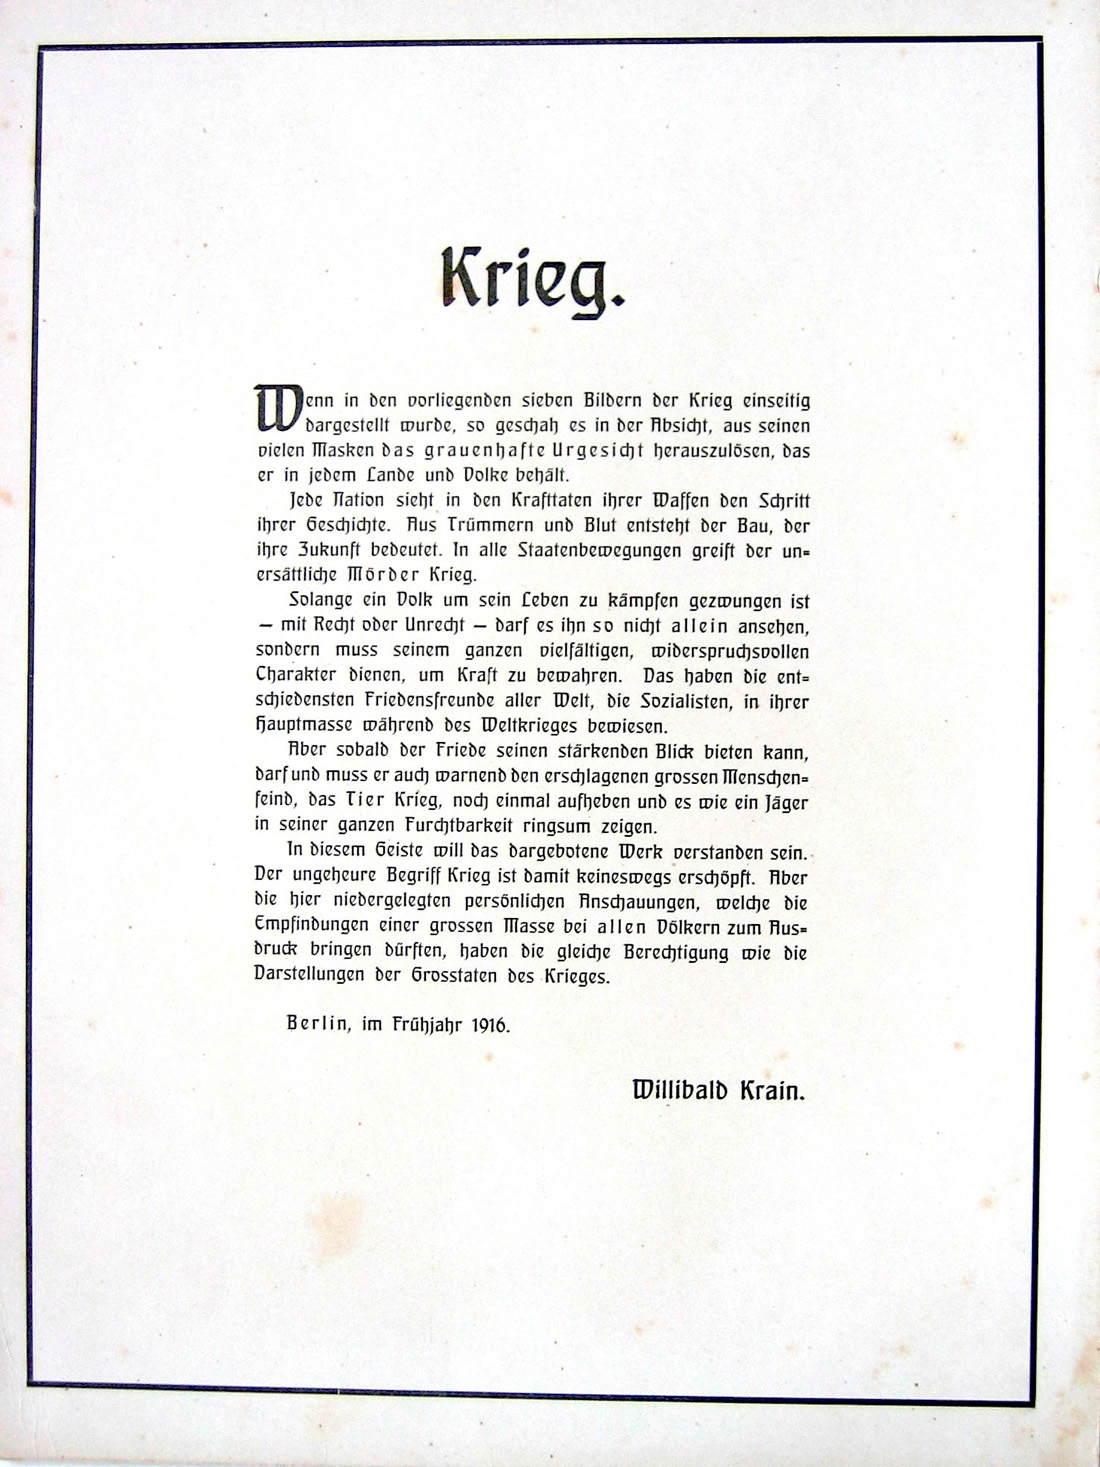 Krieg.
Wenn in den vorliegenden sieben Bildern der Krieg einseitig
dargestellt wurde, so geschah es in der Absicht, aus seinen
vielen Masken das grauenhafte Urgesicht herauszulösen, das
er in jedem Lande und Volke behält.
Jede Nation sieht in den Krafttaten ihrer Waffen den Schritt
ihrer Geschichte. Aus Trümmern und Blut entsteht der Bau, der
ihre Zukunft bedeutet. In alle Staatenbewegungen greift der un=
ersättliche Mörder Krieg.
Solange ein Volk um sein Leben zu kämpfen gezwungen ist
— mit Recht oder Unrecht — darf es ihn so nicht allein ansehen,
sondern muss seinem ganzen vielfältigen, widerspruchsvollen
Charakter dienen, um Kraft zu bewahren. Das haben die ent=
schiedensten Friedensfreunde aller Welt, die Sozialisten, in ihrer
Hauptmasse während des Weltkrieges bewiesen.
Aber sobald der Friede seinen stärkenden Blick bieten kann,
darf und muss er auch warnend den erschlagenen grossen Menschen=
feind, das Tier Krieg, noch einmal aufheben und es wie ein Jäger
in seiner ganzen Furchtbarkeit ringsum zeigen.
In diesem Geiste will das dargebotene Werk verstanden sein.
Der ungeheure Begriff Krieg ist damit keineswegs erschöpft. Aber
die hier niedergelegten persönlichen Anschauungen, welche die
Empfindungen einer grossen Masse bei allen Völkern zum Aus=
druck bringen dürften, haben die gleiche Berechtigung wie die
Darstellungen der Grosstaten des Krieges.
Berlin, im Frühjahr 1916.
Willibald Krain.